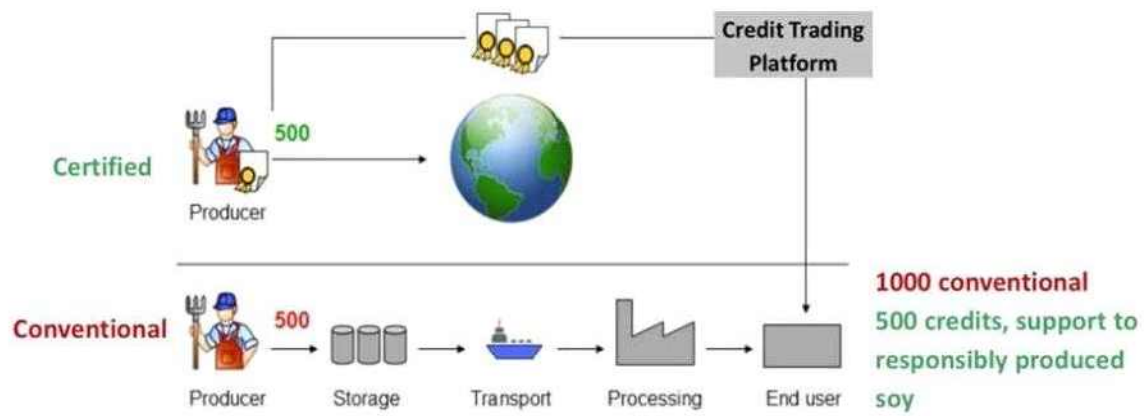 Credit Trading
Platform
500
Certified
Producer
1000 conventional
500 credits, support to
responsibly produced
soy
Conventional
500
Producer
Storage
Transport
Processing
End user